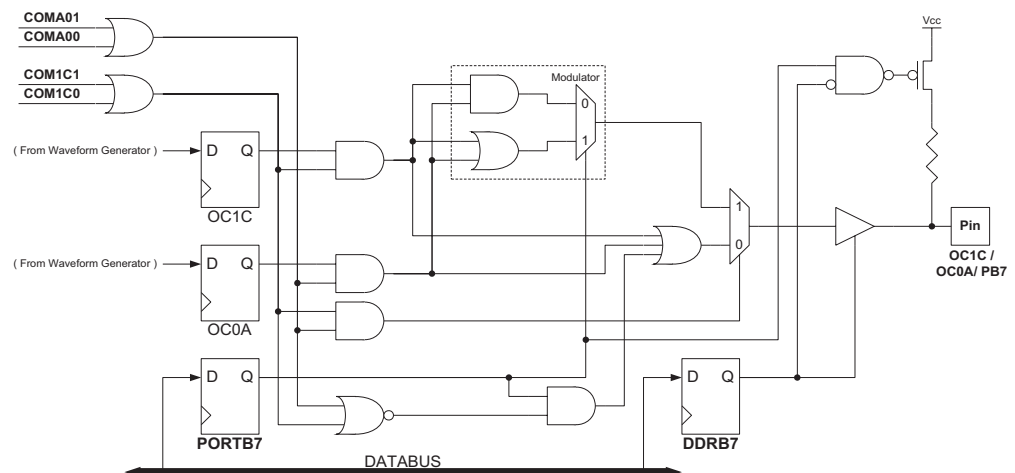 COMA01
COMA00
Vcc
COM1C1
COM1C0
Modulator
0
1
( From Waveform Generator )
D Q
OC1C
1
0
Pin
OC1C /
OC0A/ PB7
( From Waveform Generator )
D Q
OC0A
D Q
PORTB7
D Q
DDRB7
DATABUS